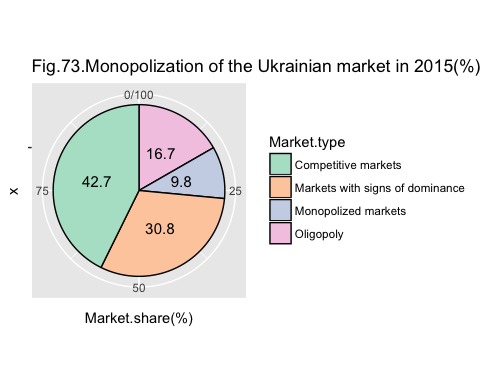 Fig.73.Monopolization of the Ukrainian market in 2015(%)
0/100
16.7
42.7
9.8
75
25
30.8
50
x
Market.share(%)
Market.type
Competitive markets
Markets with signs of dominance
Monopolized markets
Oligopoly